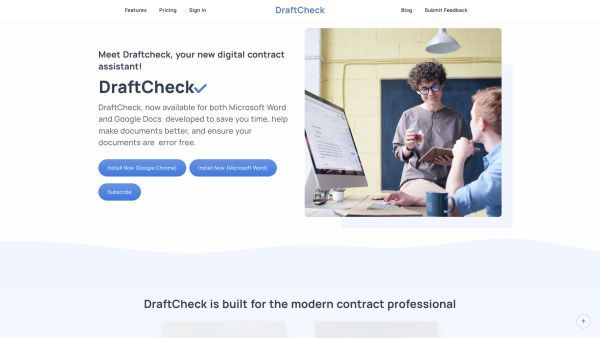 Features Pricing Sign In DraftCheck Blog Submit Feedback
Meet Draftcheck, your new digital contract
assistant!
DraftCheck
DraftCheck, now available for both Microsoft Word
and Google Docs developed to save you time, help
make documents better, and ensure your
documents are error free.
Install Now (Google Chrome) Install Now (Microsoft Word)
Subscribe
DraftCheck is built for the modern contract professional